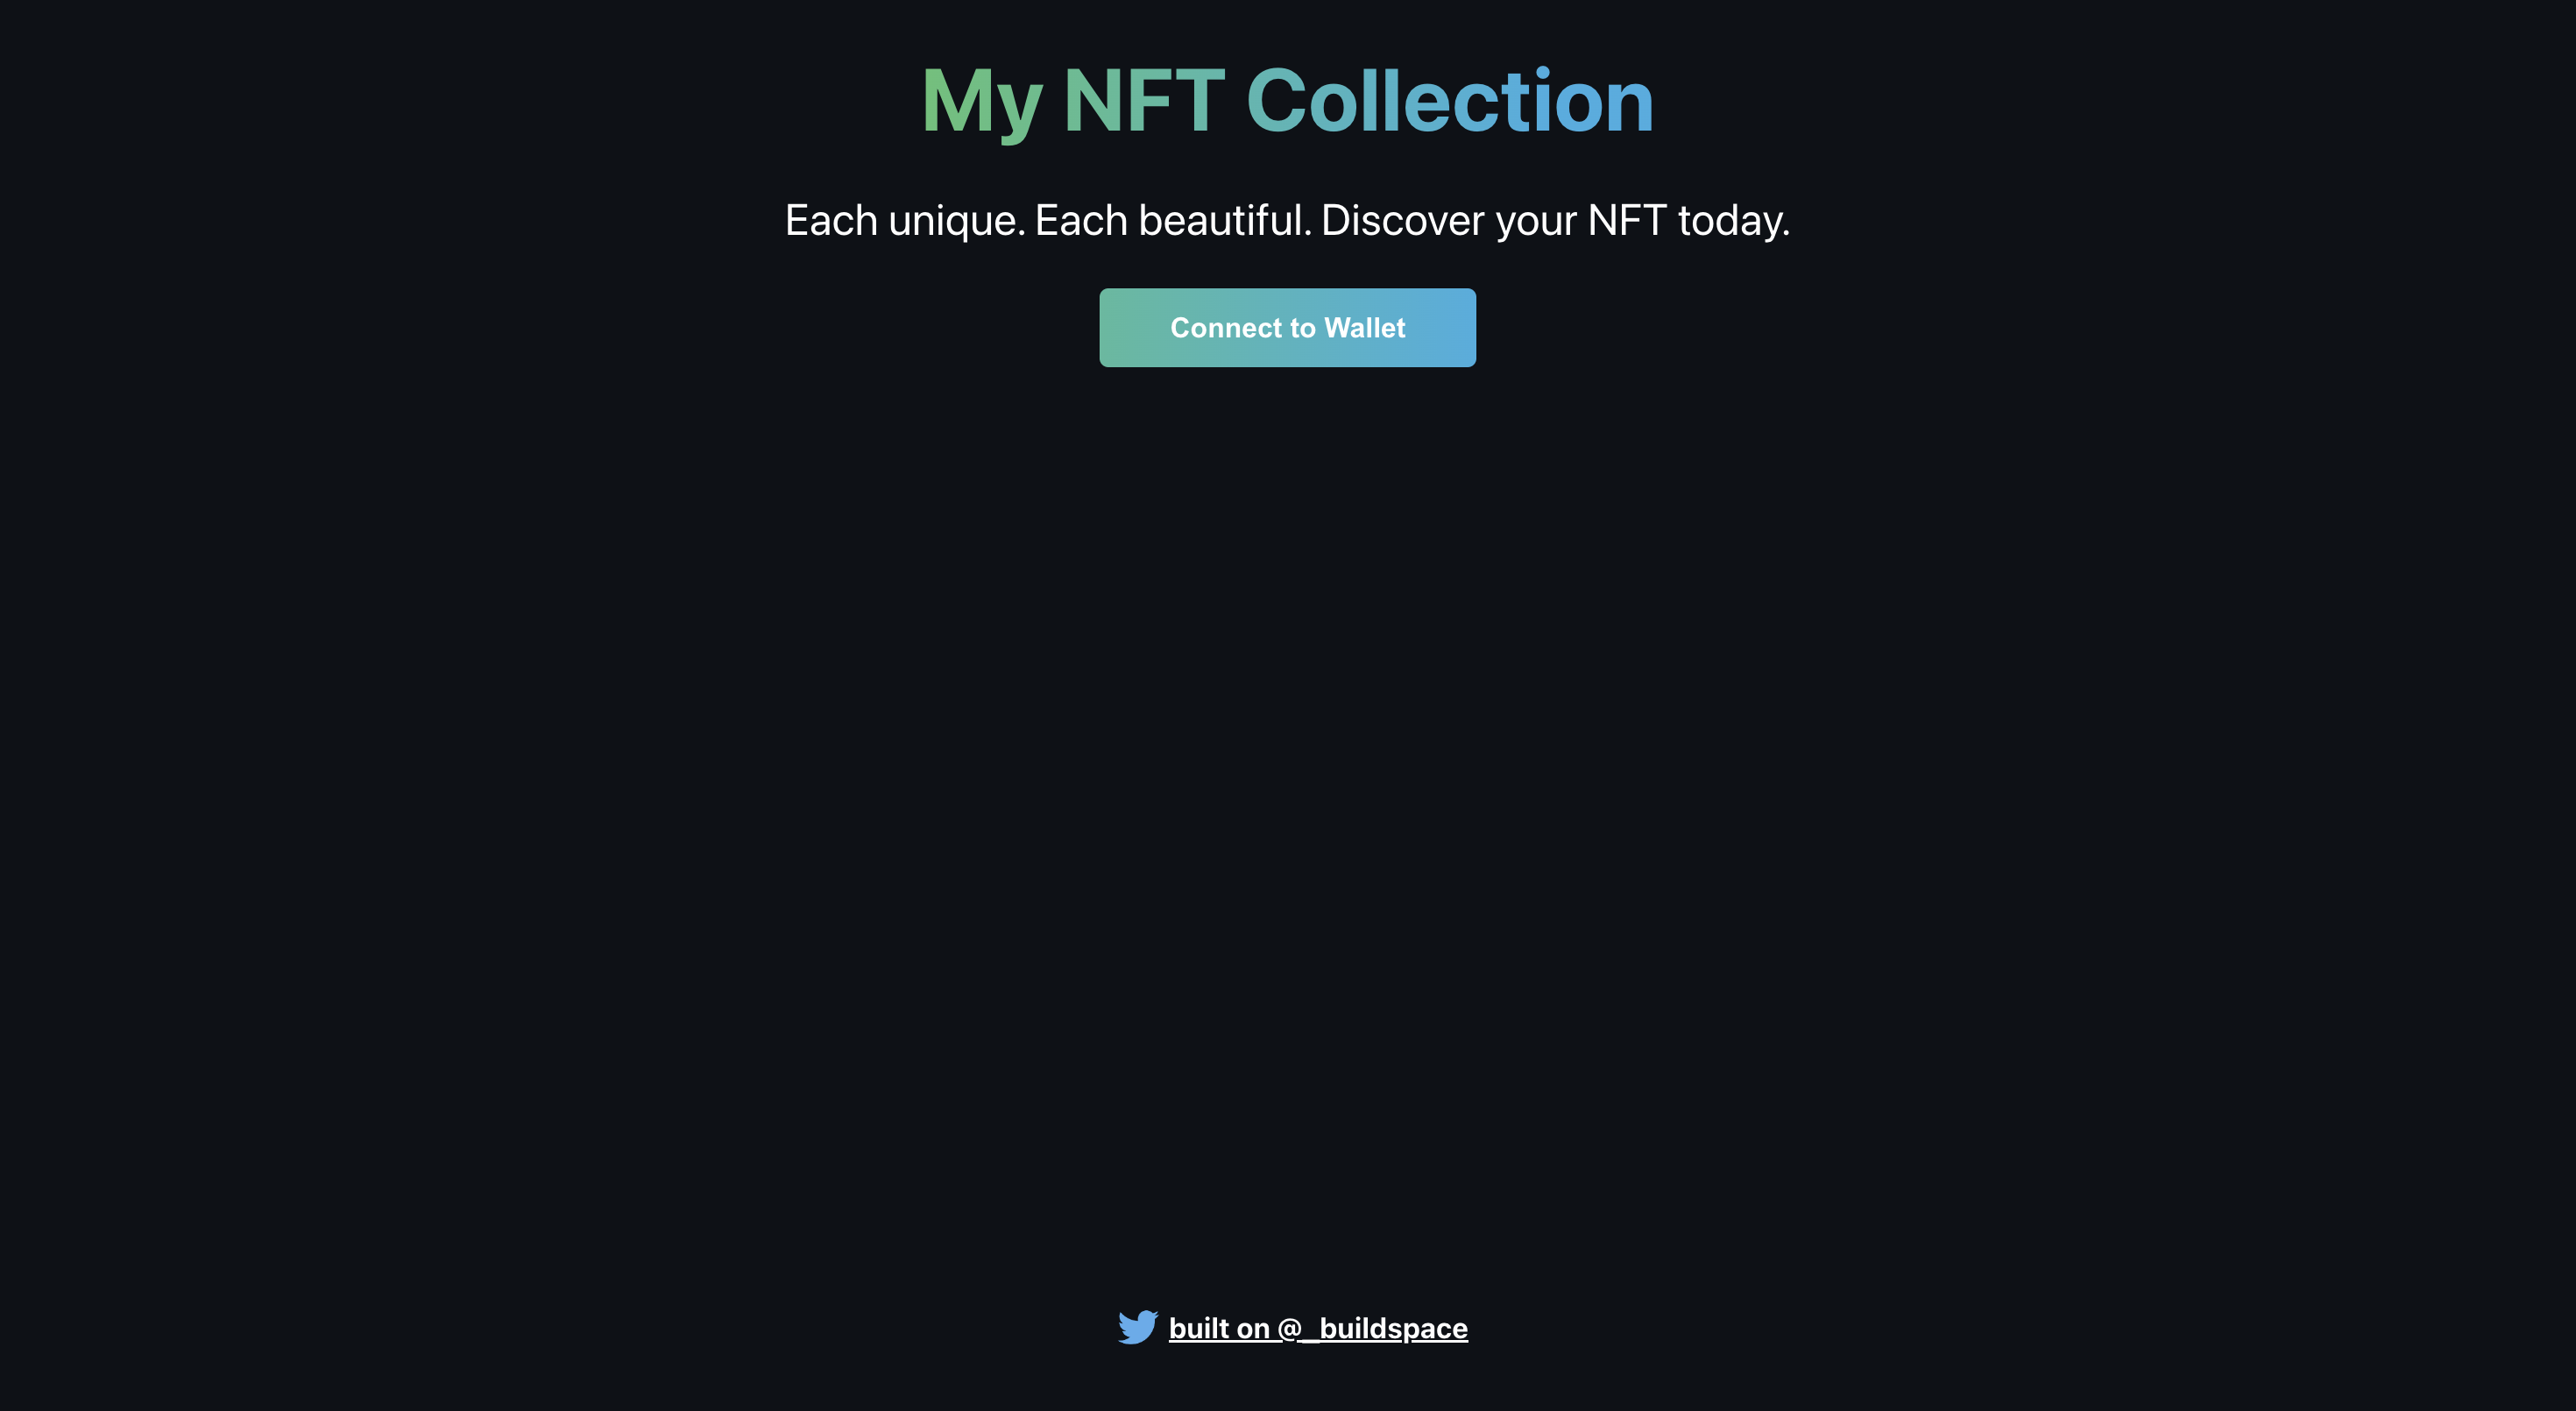 My NFT Collection
Each unique. Each beautiful. Discover your NFT today.
Connect to Wallet
built on @_buildspace